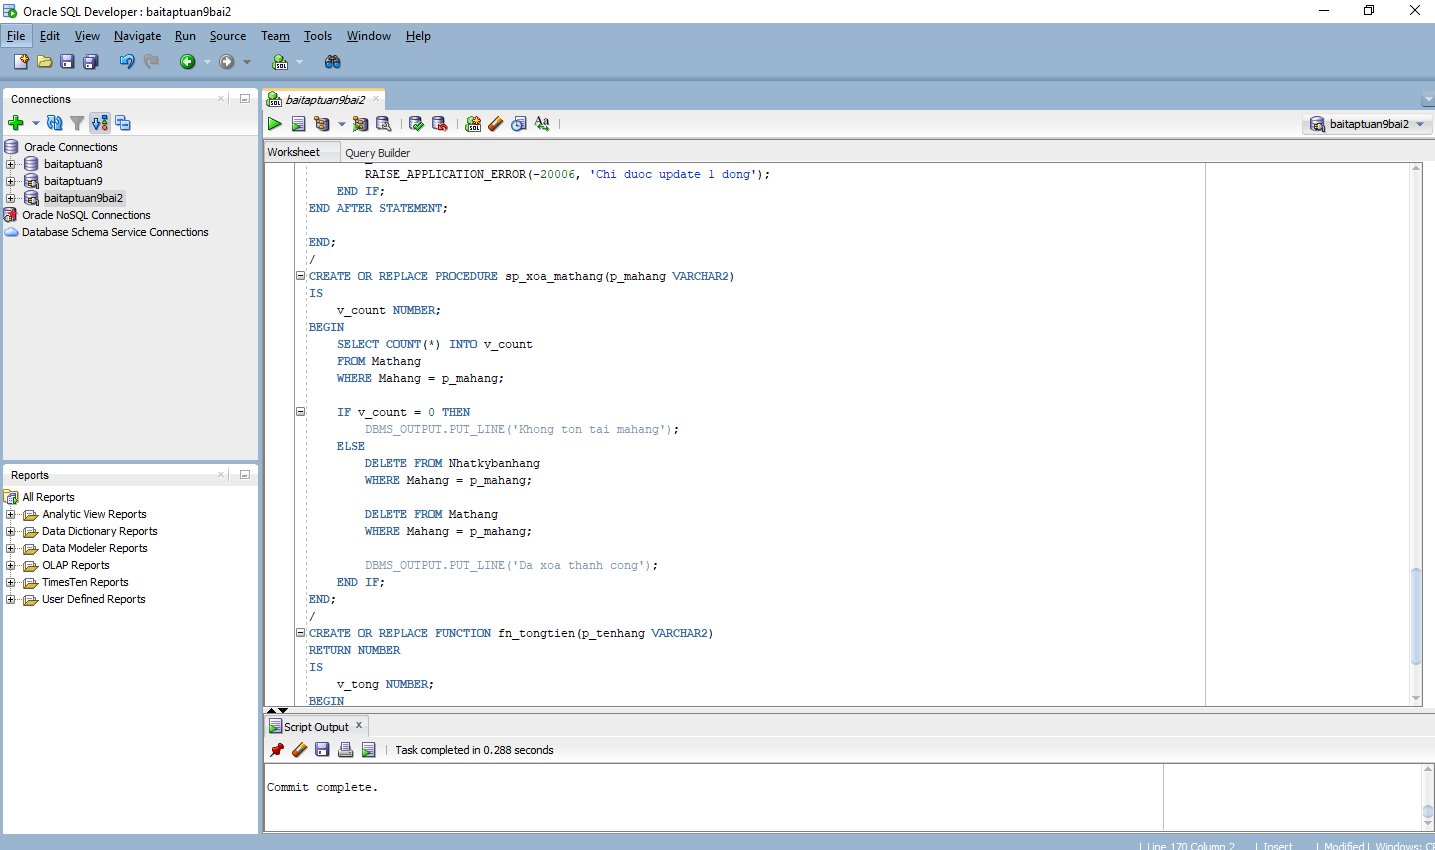 Oracle SQL Developer : baitaptuan9bai2
File Edit View Navigate Run Source Team Tools Window Help
Connections
Oracle Connections
baitaptuan8
baitaptuan9
baitaptuan9bai2
Oracle NoSQL Connections
Database Schema Service Connections
Reports
All Reports
Analytic View Reports
Data Dictionary Reports
Data Modeler Reports
OLAP Reports
TimesTen Reports
User Defined Reports
baitaptuan9bai2
baitaptuan9bai2
Worksheet Query Builder
RAISE_APPLICATION_ERROR(-20006, 'Chi duoc update 1 dong');
END IF;
END AFTER STATEMENT;
END;
/
CREATE OR REPLACE PROCEDURE sp_xoa_mathang(p_mahang VARCHAR2)
IS
v_count NUMBER;
BEGIN
SELECT COUNT(*) INTO v_count
FROM Mathang
WHERE Mahang = p_mahang;
IF v_count = 0 THEN
DBMS_OUTPUT.PUT_LINE('Khong ton tai mahang');
ELSE
DELETE FROM Nhatkybanhang
WHERE Mahang = p_mahang;
DELETE FROM Mathang
WHERE Mahang = p_mahang;
DBMS_OUTPUT.PUT_LINE('Da xoa thanh cong');
END IF;
END;
/
CREATE OR REPLACE FUNCTION fn_tongtien(p_tenhang VARCHAR2)
RETURN NUMBER
IS
v_tong NUMBER;
BEGIN
Script Output
Task completed in 0.288 seconds
Commit complete.
Line 170 Column 2 | Insert | Modified | Windows: